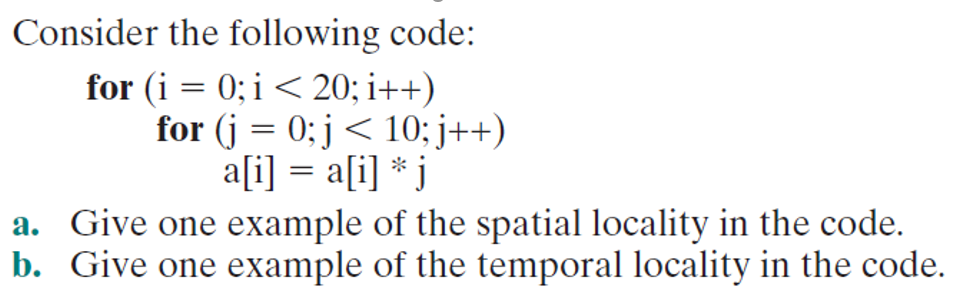 Consider the following code:
for (i = 0; i < 20; i++)
for (j = 0; j < 10; j++)
a[i] = a[i] * j
a. Give one example of the spatial locality in the code.
b. Give one example of the temporal locality in the code.